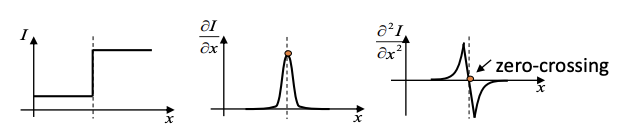 I
x
∂I
∂x
x
∂²I
∂x²
zero-crossing
x